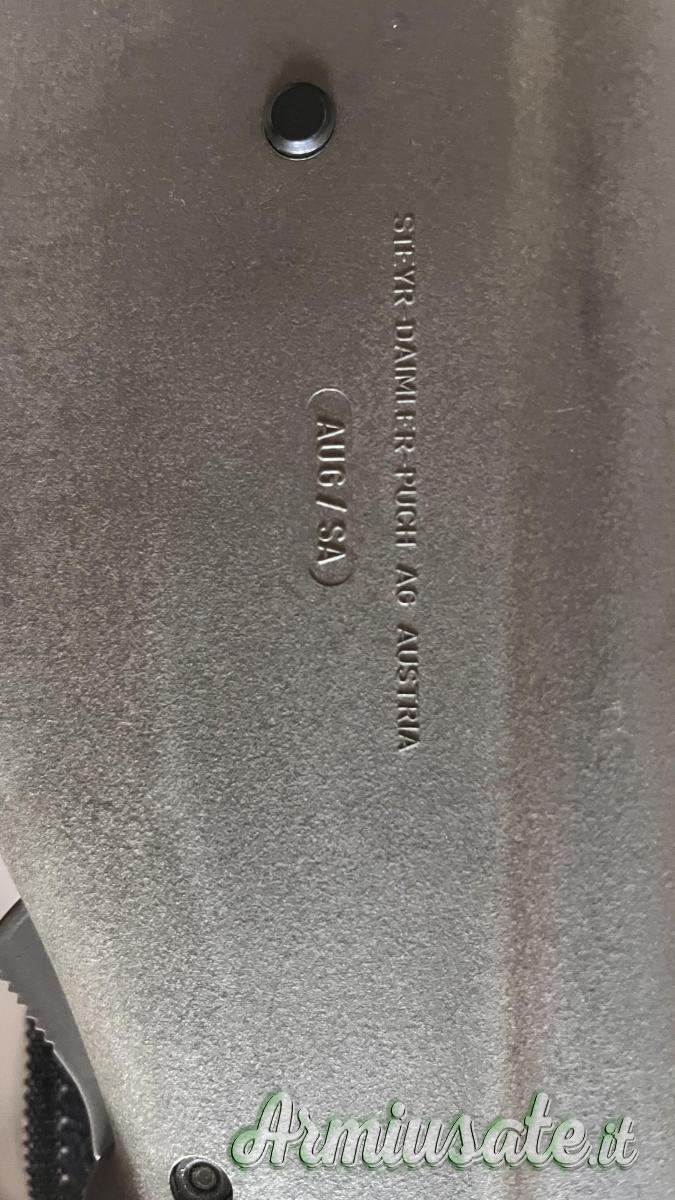 STEYR-DAIMLER-PUCH AG AUSTRIA
AUG / SA
Armiusate.it